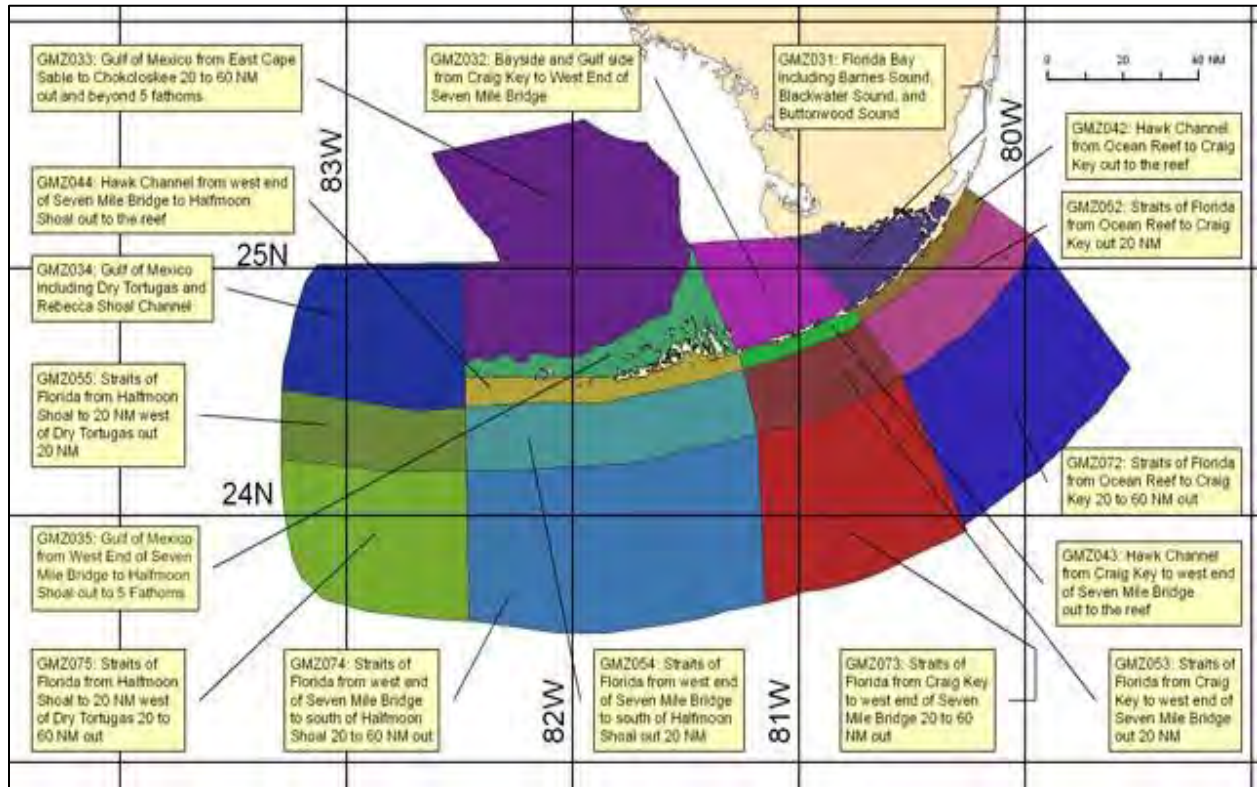 GMZ033: Gulf of Mexico from East Cape
Sable to Chokoloskee 20 to 60 NM
out and beyond 5 fathoms
GMZ032: Bayside and Gulf side
from Craig Key to West End of
Seven Mile Bridge
GMZ031: Florida Bay
including Barnes Sound,
Blackwater Sound, and
Buttonwood Sound
0 20 40 NM
83W
80W
GMZ042: Hawk Channel
from Ocean Reef to Craig
Key out to the reef
GMZ044: Hawk Channel from west end
of Seven Mile Bridge to Halfmoon
Shoal out to the reef
GMZ052: Straits of Florida
from Ocean Reef to Craig
Key out 20 NM
25N
GMZ034: Gulf of Mexico
including Dry Tortugas and
Rebecca Shoal Channel
GMZ055: Straits of
Florida from Halfmoon
Shoal to 20 NM west
of Dry Tortugas out
20 NM
GMZ072: Straits of Florida
from Ocean Reef to Craig
Key 20 to 60 NM out
24N
GMZ035: Gulf of Mexico
from West End of Seven
Mile Bridge to Halfmoon
Shoal out to 5 Fathoms
GMZ043: Hawk Channel
from Craig Key to west end
of Seven Mile Bridge
out to the reef
GMZ075: Straits of
Florida from Halfmoon
Shoal to 20 NM west
of Dry Tortugas 20 to
60 NM out
GMZ074: Straits of
Florida from west end
of Seven Mile Bridge
to south of Halfmoon
Shoal 20 to 60 NM out
82W
GMZ054: Straits of
Florida from west end
of Seven Mile Bridge
to south of Halfmoon
Shoal out 20 NM
81W
GMZ073: Straits of
Florida from Craig Key
to west end of Seven
Mile Bridge 20 to 60
NM out
GMZ053: Straits of
Florida from Craig
Key to west end of
Seven Mile Bridge
out 20 NM